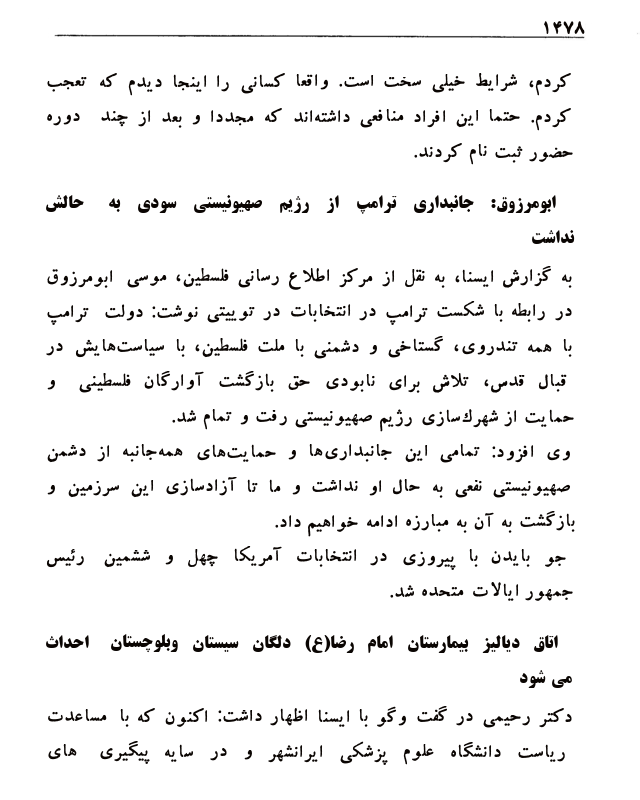 ۱۴۷۸
کردم، شرایط خیلی سخت است. واقعا کسانی را اینجا دیدم که تعجب
کردم. حتما این افراد منافعی داشته‌اند که مجددا و بعد از چند دوره
حضور ثبت نام کردند.
ابومرزوق: جانبداری ترامپ از رژیم صهیونیستی سودی به حالش
نداشت
به گزارش ایسنا، به نقل از مرکز اطلاع رسانی فلسطین، موسی ابومرزوق
در رابطه با شکست ترامپ در انتخابات در توییتی نوشت: دولت ترامپ
با همه تندروی، گستاخی و دشمنی با ملت فلسطین، با سیاست‌هایش در
قبال قدس، تلاش برای نابودی حق بازگشت آوارگان فلسطینی و
حمایت از شهرك‌سازی رژیم صهیونیستی رفت و تمام شد.
وی افزود: تمامی این جانبداری‌ها و حمایت‌های همه‌جانبه از دشمن
صهیونیستی نفعی به حال او نداشت و ما تا آزادسازی این سرزمین و
بازگشت به آن به مبارزه ادامه خواهیم داد.
جو بایدن با پیروزی در انتخابات آمریکا چهل و ششمین رئیس
جمهور ایالات متحده شد.
اتاق دیالیز بیمارستان امام رضا(ع) دلگان سیستان وبلوچستان احداث
می شود
دکتر رحیمی در گفت وگو با ایسنا اظهار داشت: اکنون که با مساعدت
ریاست دانشگاه علوم پزشکی ایرانشهر و در سایه پیگیری های